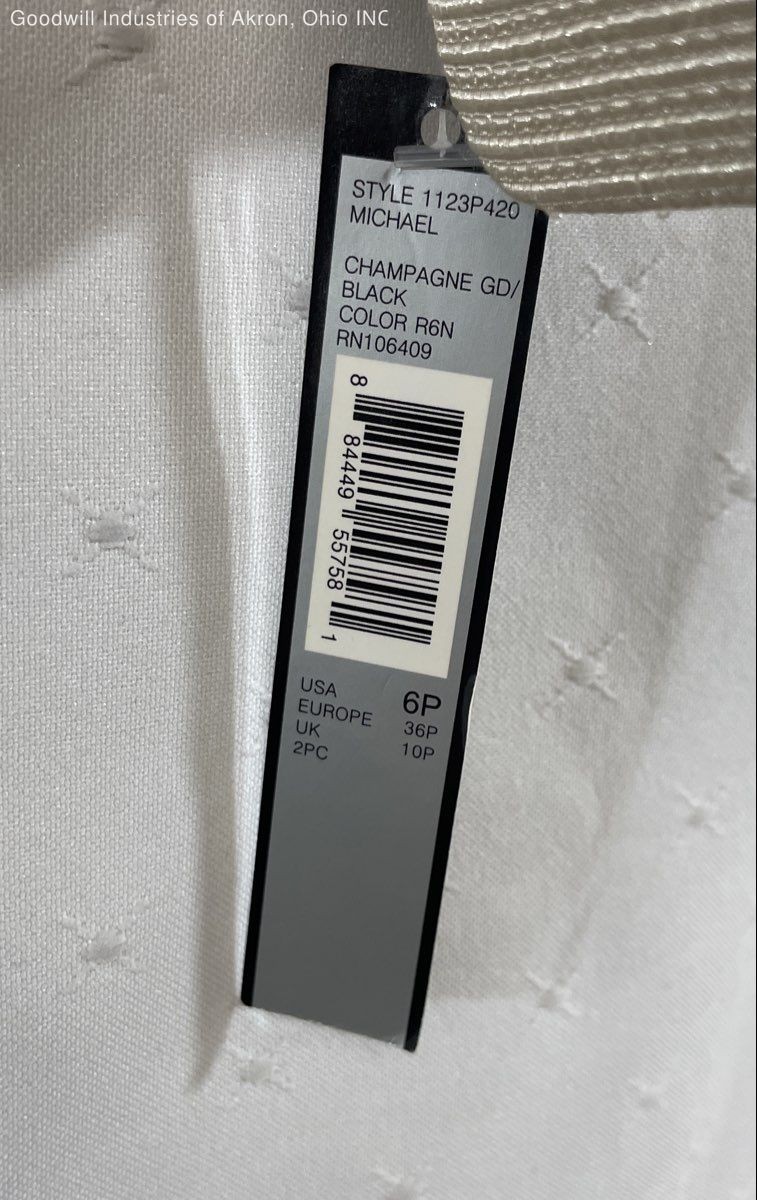 Goodwill Industries of Akron, Ohio INC
STYLE 1123P420
MICHAEL
CHAMPAGNE GD/
BLACK
COLOR R6N
RN106409
8 84449 55758 1
USA 6P
EUROPE 36P
UK 10P
2PC